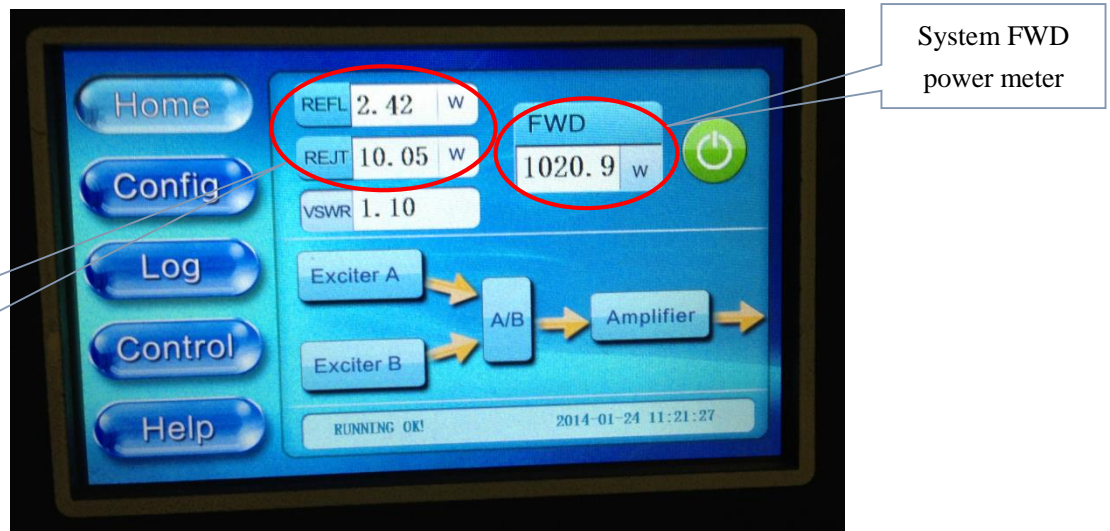 System FWD
power meter
Home
Config
Log
Control
Help
REFL 2.42 W
REJT 10.05 W
VSWR 1.10
FWD
1020.9 W
Exciter A
A/B
Amplifier
Exciter B
RUNNING OK! 2014-01-24 11:21:27